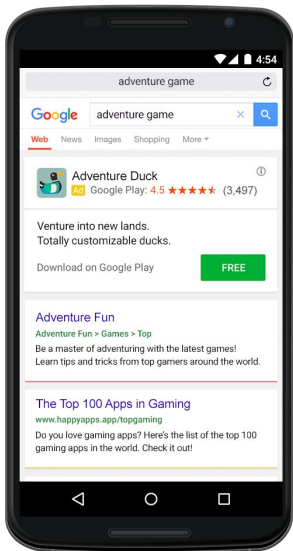 4:54
adventure game
Google
adventure game
Web News Images Shopping More
Adventure Duck
Ad Google Play: 4.5 (3,497)
Venture into new lands.
Totally customizable ducks.
Download on Google Play
FREE
Adventure Fun
Adventure Fun > Games > Top
Be a master of adventuring with the latest games!
Learn tips and tricks from top gamers around the world.
The Top 100 Apps in Gaming
www.happyapps.app/topgaming
Do you love gaming apps? Here's the list of the top 100
gaming apps in the world. Check it out!